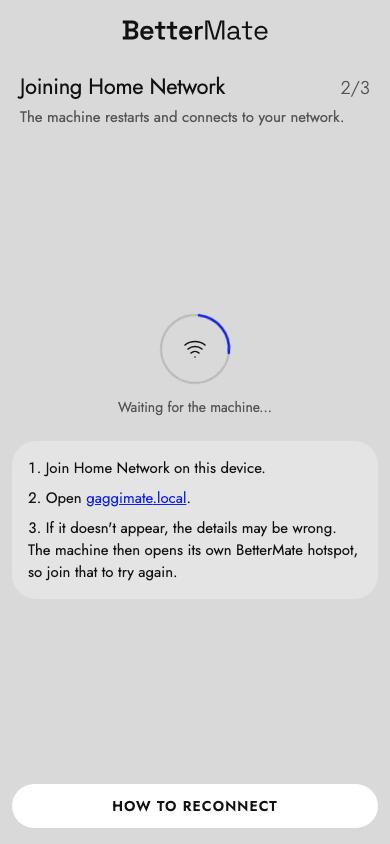 BetterMate
Joining Home Network 2/3
The machine restarts and connects to your network.
Waiting for the machine...
1. Join Home Network on this device.
2. Open gaggimate.local.
3. If it doesn't appear, the details may be wrong.
The machine then opens its own BetterMate hotspot,
so join that to try again.
HOW TO RECONNECT